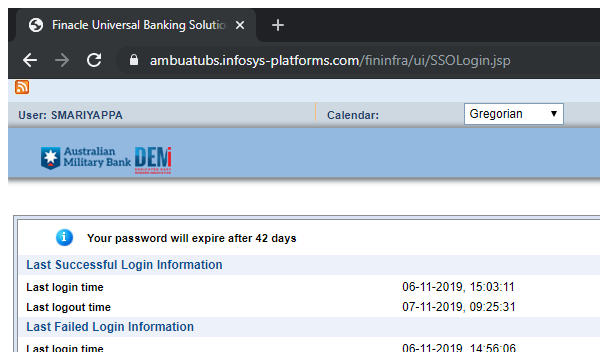 Finacle Universal Banking Solutio
ambuatubs.infosys-platforms.com/fininfra/ui/SSOLogin.jsp
User: SMARIYAPPA Calendar: Gregorian
Australian
Military Bank DEMi
Your password will expire after 42 days
Last Successful Login Information
Last login time 06-11-2019, 15:03:11
Last logout time 07-11-2019, 09:25:31
Last Failed Login Information
Last login time 06-11-2019, 14:56:06